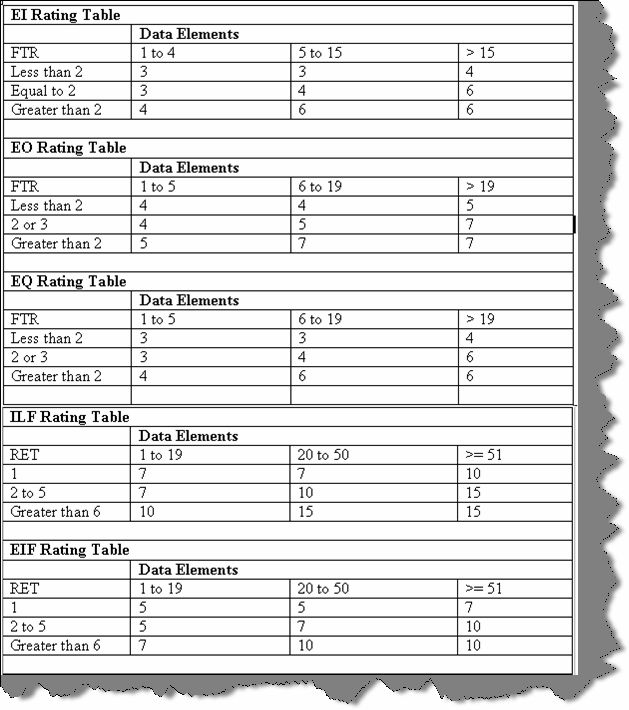 EI Rating Table
Data Elements
FTR 1 to 4 5 to 15 > 15
Less than 2 3 3 4
Equal to 2 3 4 6
Greater than 2 4 6 6
EO Rating Table
Data Elements
FTR 1 to 5 6 to 19 > 19
Less than 2 4 4 5
2 or 3 4 5 7
Greater than 2 5 7 7
EQ Rating Table
Data Elements
FTR 1 to 5 6 to 19 > 19
Less than 2 3 3 4
2 or 3 3 4 6
Greater than 2 4 6 6
ILF Rating Table
Data Elements
RET 1 to 19 20 to 50 >= 51
1 7 7 10
2 to 5 7 10 15
Greater than 6 10 15 15
EIF Rating Table
Data Elements
RET 1 to 19 20 to 50 >= 51
1 5 5 7
2 to 5 5 7 10
Greater than 6 7 10 10